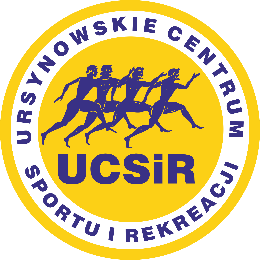 URSYNOWSKIE CENTRUM
UCSiR
SPORTU I REKREACJI